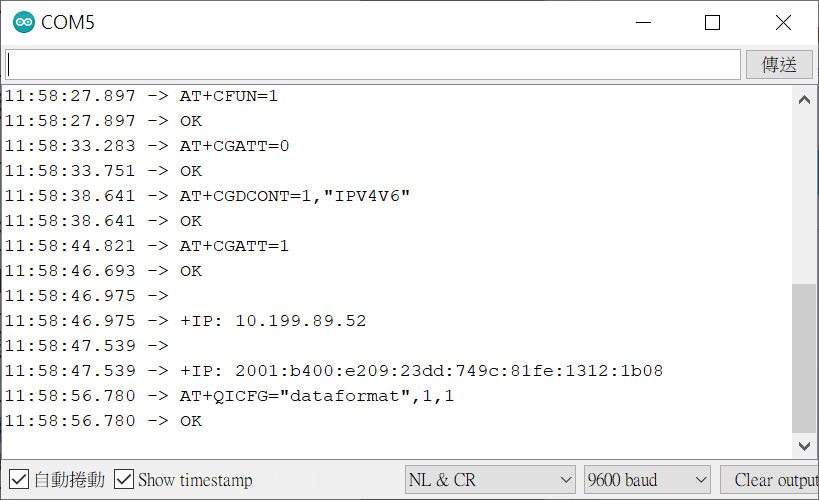 COM5
傳送
11:58:27.897 -> AT+CFUN=1
11:58:27.897 -> OK
11:58:33.283 -> AT+CGATT=0
11:58:33.751 -> OK
11:58:38.641 -> AT+CGDCONT=1,"IPV4V6"
11:58:38.641 -> OK
11:58:44.821 -> AT+CGATT=1
11:58:46.693 -> OK
11:58:46.975 ->
11:58:46.975 -> +IP: 10.199.89.52
11:58:47.539 ->
11:58:47.539 -> +IP: 2001:b400:e209:23dd:749c:81fe:1312:1b08
11:58:56.780 -> AT+QICFG="dataformat",1,1
11:58:56.780 -> OK
自動捲動 Show timestamp NL & CR 9600 baud Clear output